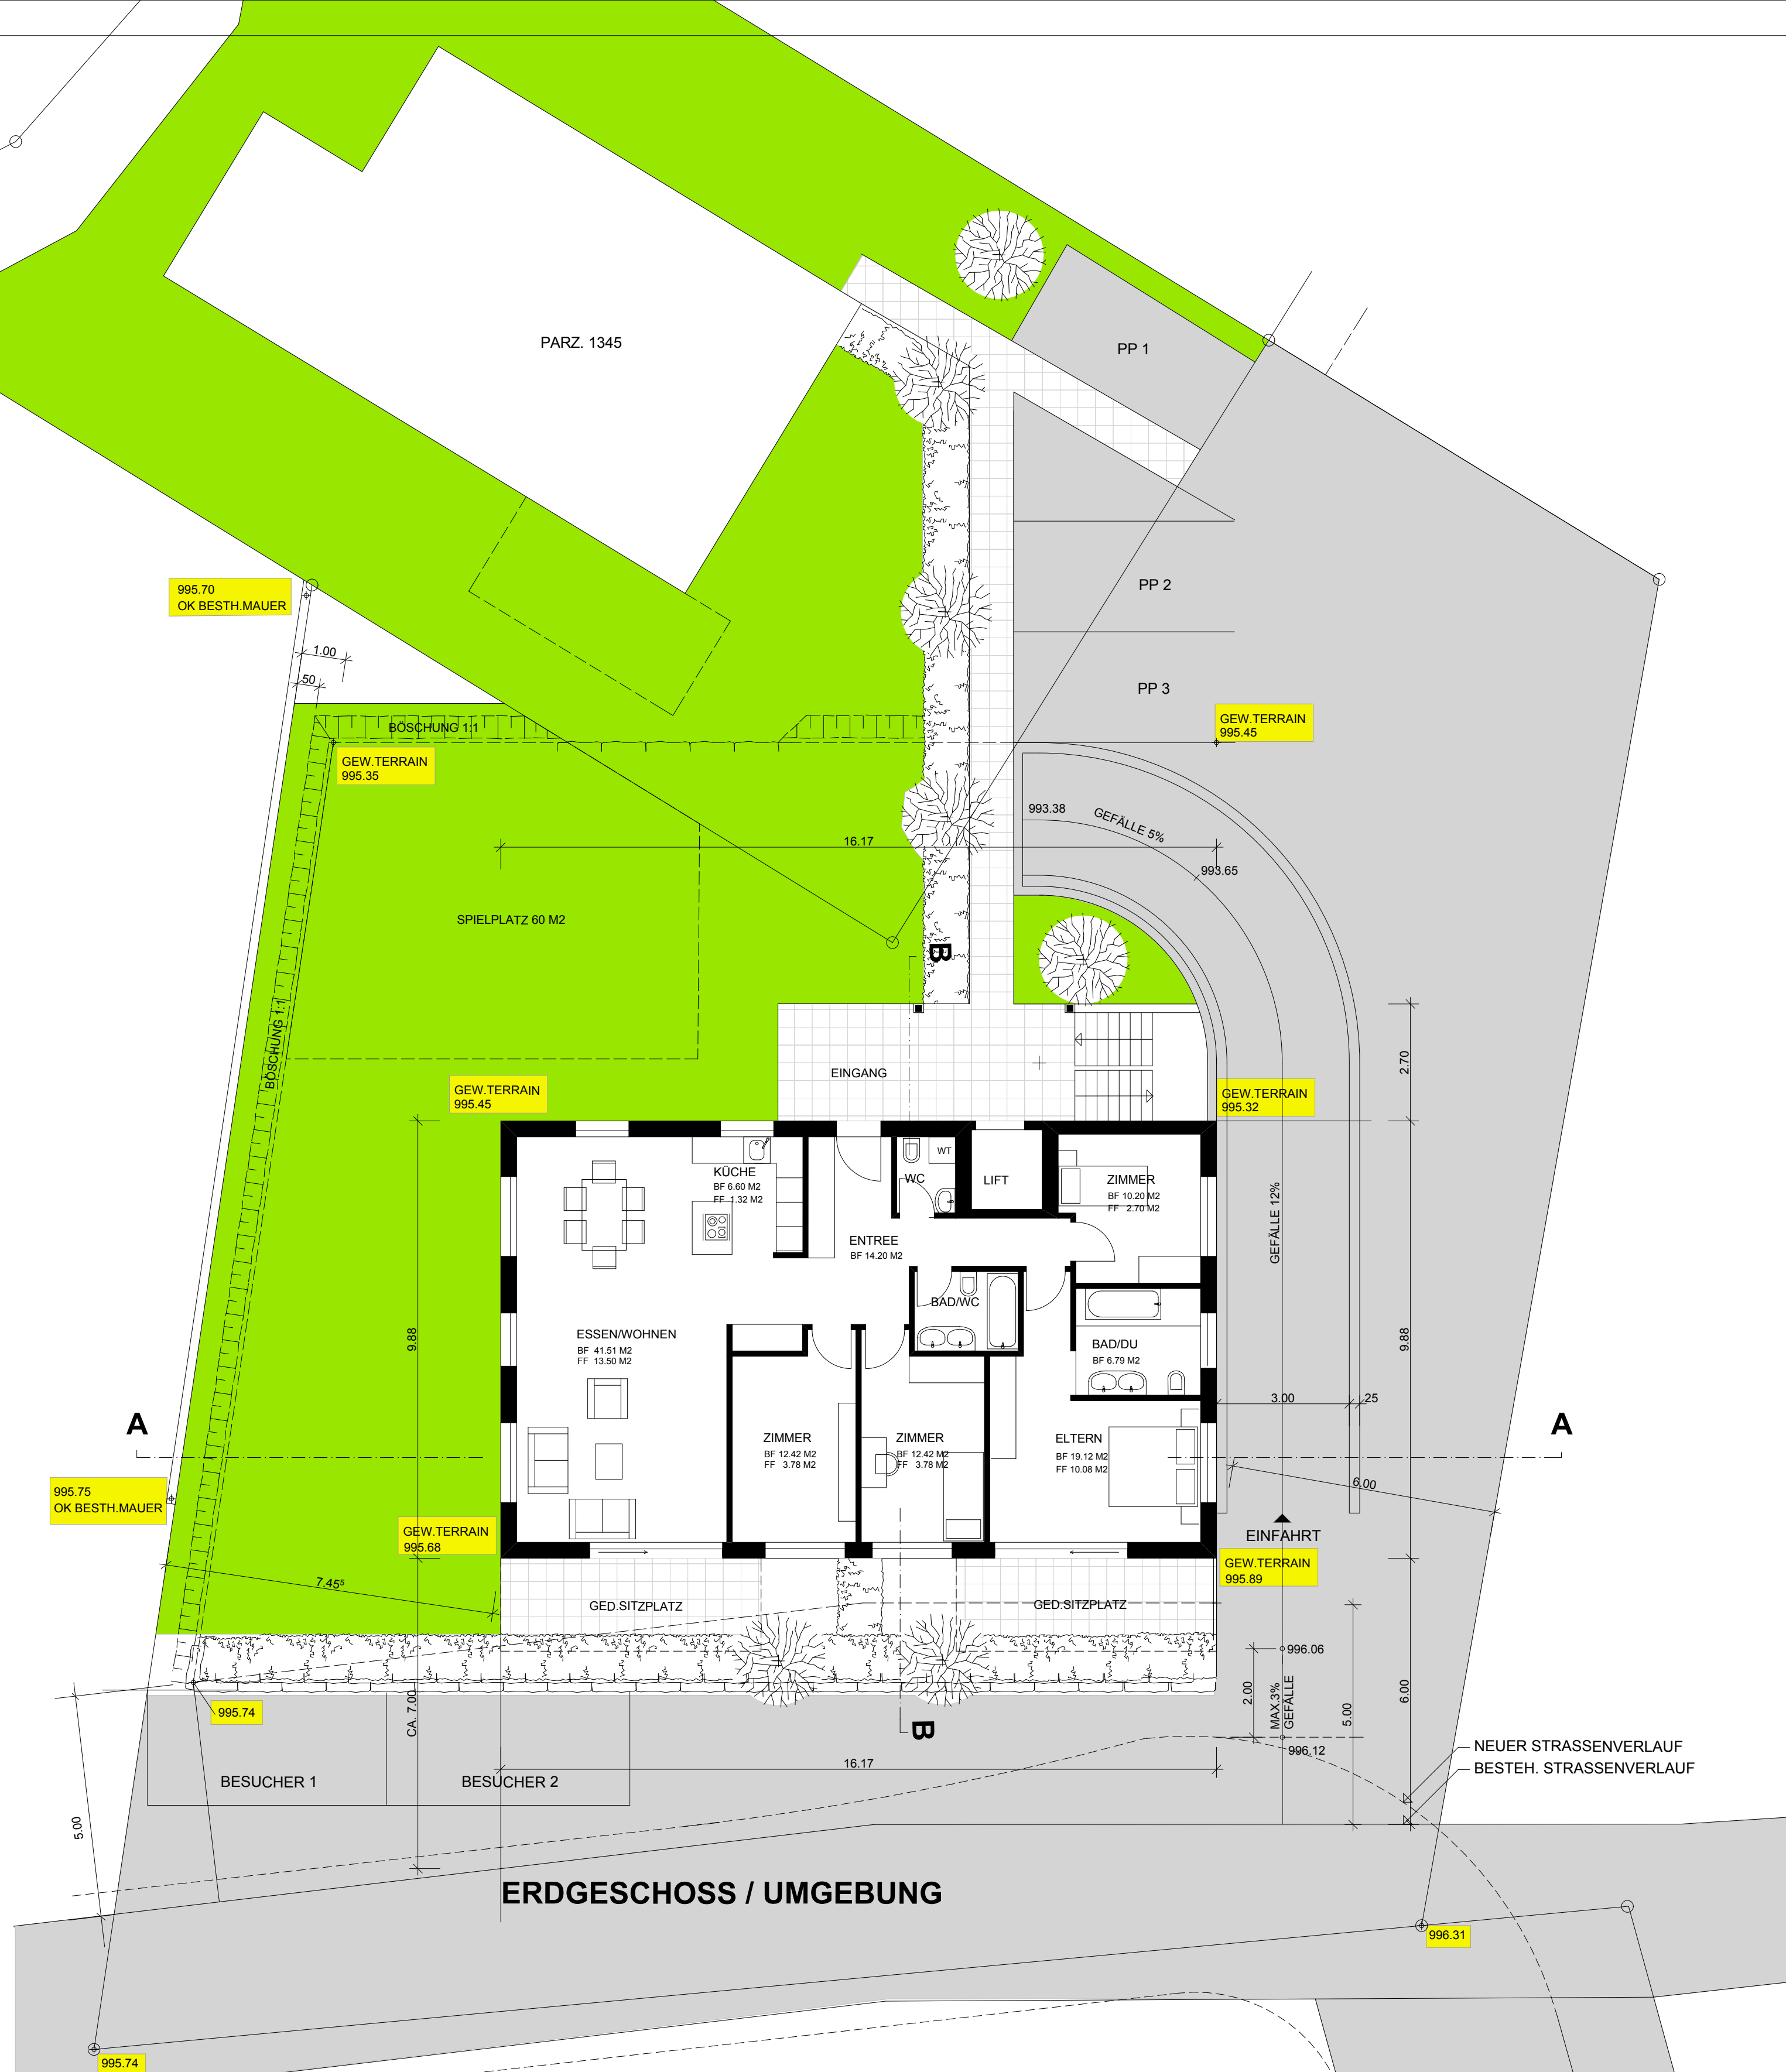 PARZ. 1345
PP 1
PP 2
PP 3
995.70
OK BESTH.MAUER
1.00
50
BÖSCHUNG 1:1
GEW.TERRAIN
995.35
GEW.TERRAIN
995.45
993.38
GEFÄLLE 5%
16.17
993.65
SPIELPLATZ 60 M2
B
BÖSCHUNG 1:1
2.70
EINGANG
GEW.TERRAIN
995.45
GEW.TERRAIN
995.32
KÜCHE
BF 6.60 M2
FF 1.32 M2
WC
WT
LIFT
ZIMMER
BF 10.20 M2
FF 2.70 M2
GEFÄLLE 12%
ENTREE
BF 14.20 M2
BAD/WC
ESSEN/WOHNEN
BF 41.51 M2
FF 13.50 M2
BAD/DU
BF 6.79 M2
9.88
9.88
3.00
25
A
A
ZIMMER
BF 12.42 M2
FF 3.78 M2
ZIMMER
BF 12.42 M2
FF 3.78 M2
ELTERN
BF 19.12 M2
FF 10.08 M2
6.00
995.75
OK BESTH.MAUER
GEW.TERRAIN
995.68
EINFAHRT
GEW.TERRAIN
995.89
7.45⁵
GED.SITZPLATZ
GED.SITZPLATZ
996.06
995.74
CA. 7.00
B
2.00
MAX.3%
GEFÄLLE
5.00
6.00
996.12
NEUER STRASSENVERLAUF
BESTEH. STRASSENVERLAUF
16.17
BESUCHER 1
BESUCHER 2
5.00
ERDGESCHOSS / UMGEBUNG
996.31
995.74